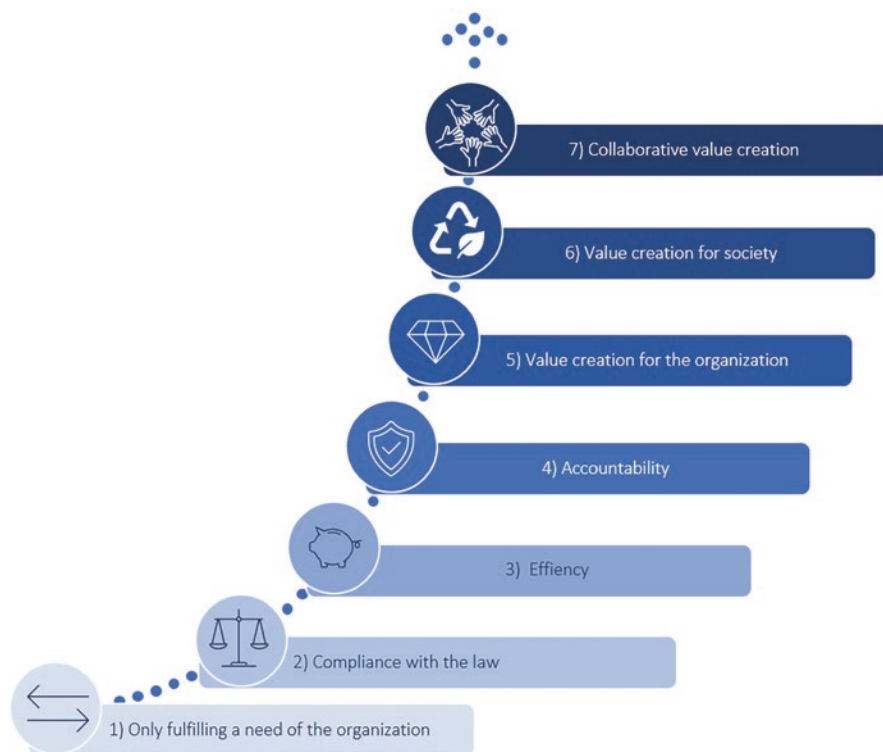 7) Collaborative value creation
6) Value creation for society
5) Value creation for the organization
4) Accountability
3) Effiency
2) Compliance with the law
1) Only fulfilling a need of the organization